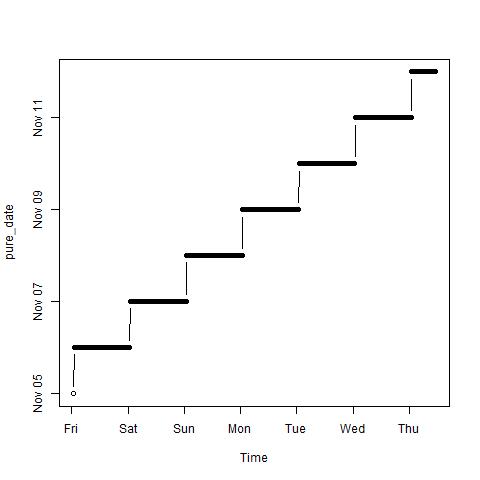 Nov 11
Nov 09
pure_date
Nov 07
Nov 05
Fri Sat Sun Mon Tue Wed Thu
Time